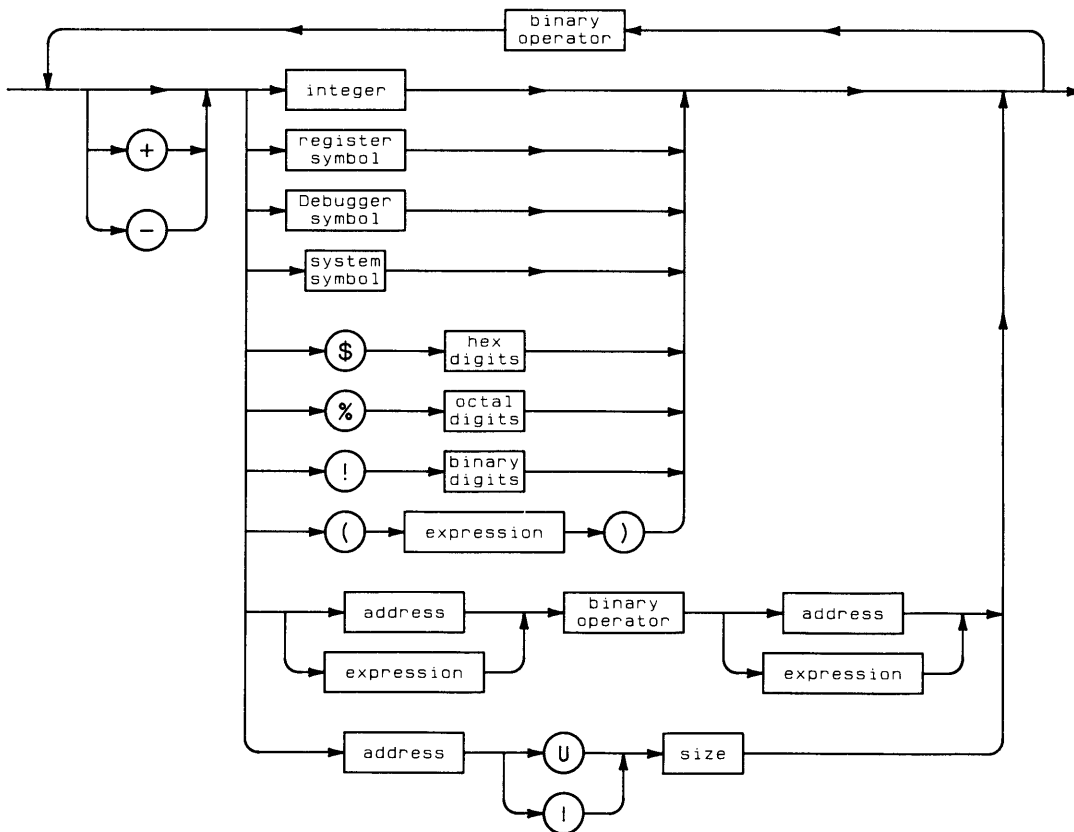 binary
operator
integer
+
register
symbol
-
Debugger
symbol
system
symbol
$
hex
digits
%
octal
digits
!
binary
digits
(
expression
)
address
binary
operator
address
expression
expression
address
U
size
I